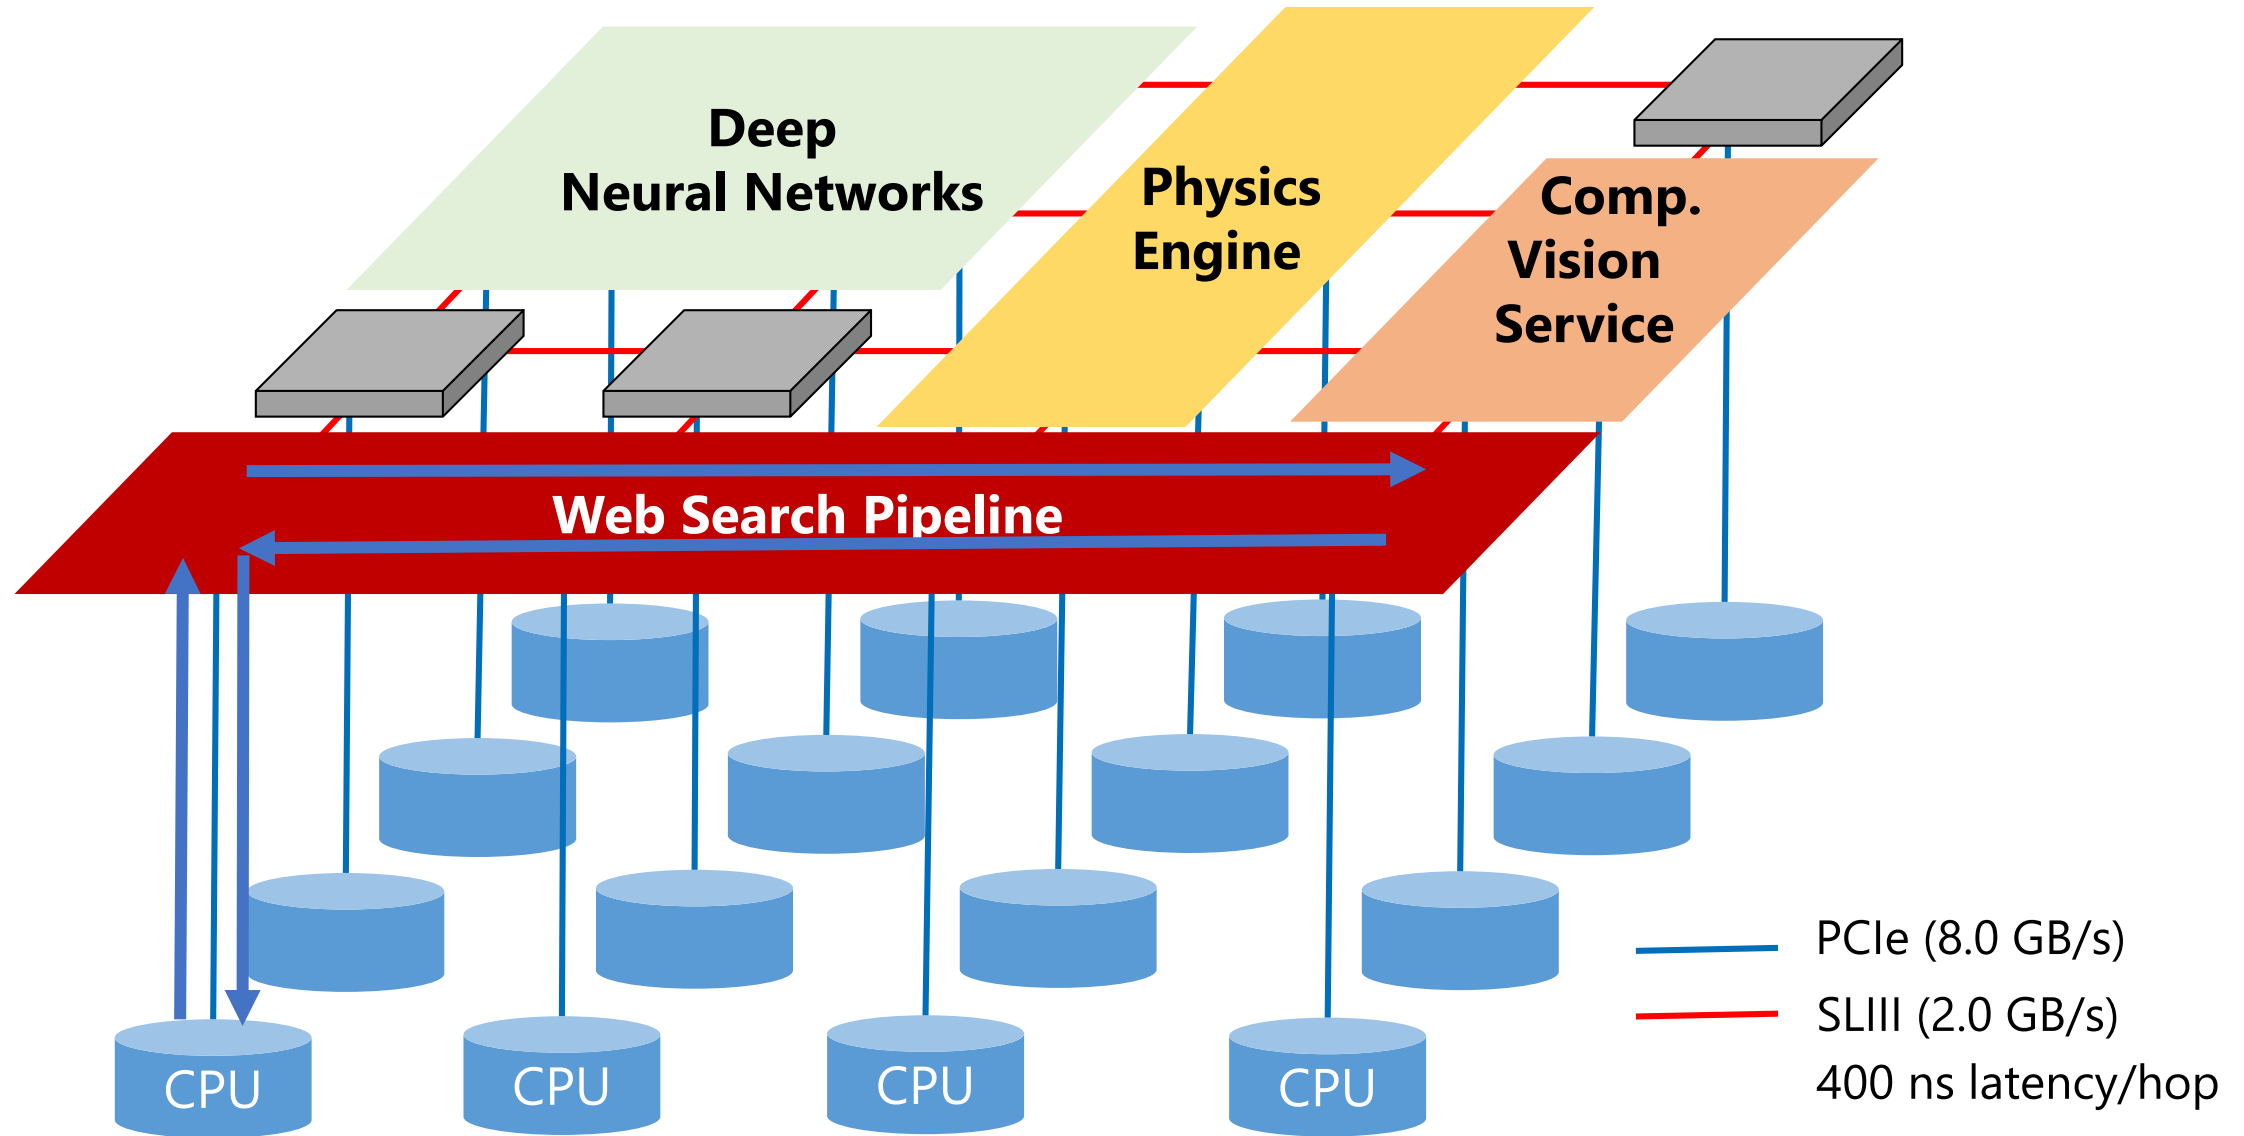 Deep
Neural Networks
Physics
Engine
Comp.
Vision
Service
Web Search Pipeline
CPU
CPU
CPU
CPU
PCIe (8.0 GB/s)
SLIII (2.0 GB/s)
400 ns latency/hop